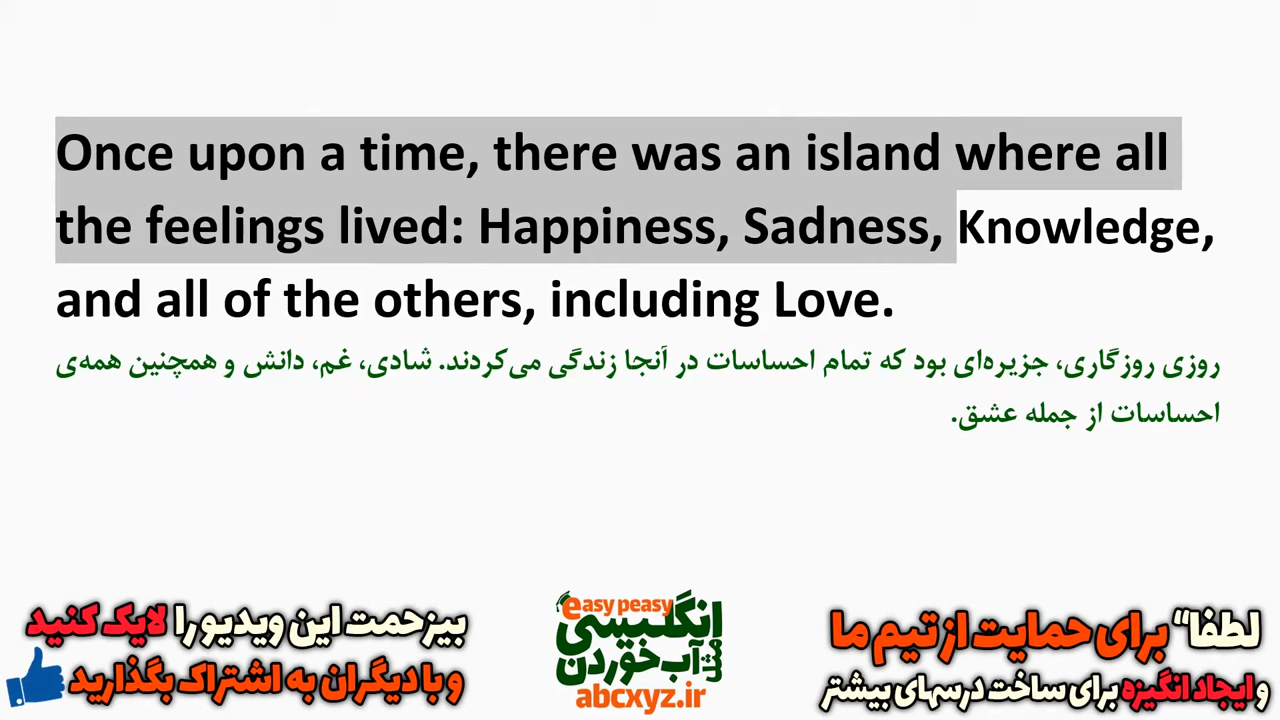 Once upon a time, there was an island where all
the feelings lived: Happiness, Sadness, Knowledge,
and all of the others, including Love.
روزی روزگاری، جزیره‌ای بود که تمام احساسات در آنجا زندگی می‌کردند. شادی، غم، دانش و همچنین همه‌ی
احساسات از جمله عشق.
بیزحمت این ویدیو را لایک کنید
و با دیگران به اشتراک بگذارید
easy peasy
انگلیسی
مثل آب خوردن
abcxyz.ir
لطفا" برای حمایت از تیم ما
و ایجاد انگیزه برای ساخت درسهای بیشتر